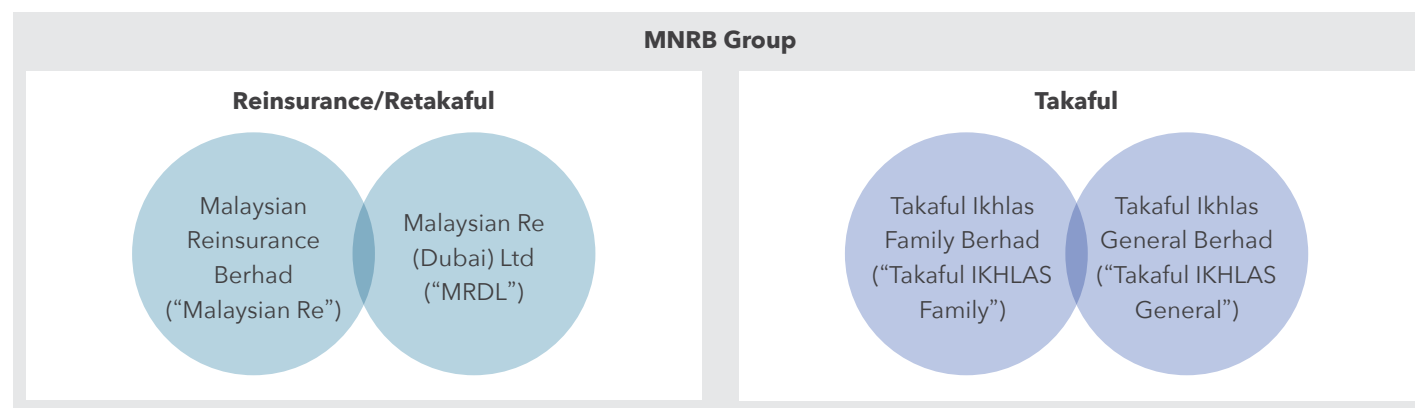 MNRB Group
Reinsurance/Retakaful
Malaysian
Reinsurance
Berhad
(“Malaysian Re”)
Malaysian Re
(Dubai) Ltd
(“MRDL”)
Takaful
Takaful Ikhlas
Family Berhad
(“Takaful IKHLAS
Family”)
Takaful Ikhlas
General Berhad
(“Takaful IKHLAS
General”)